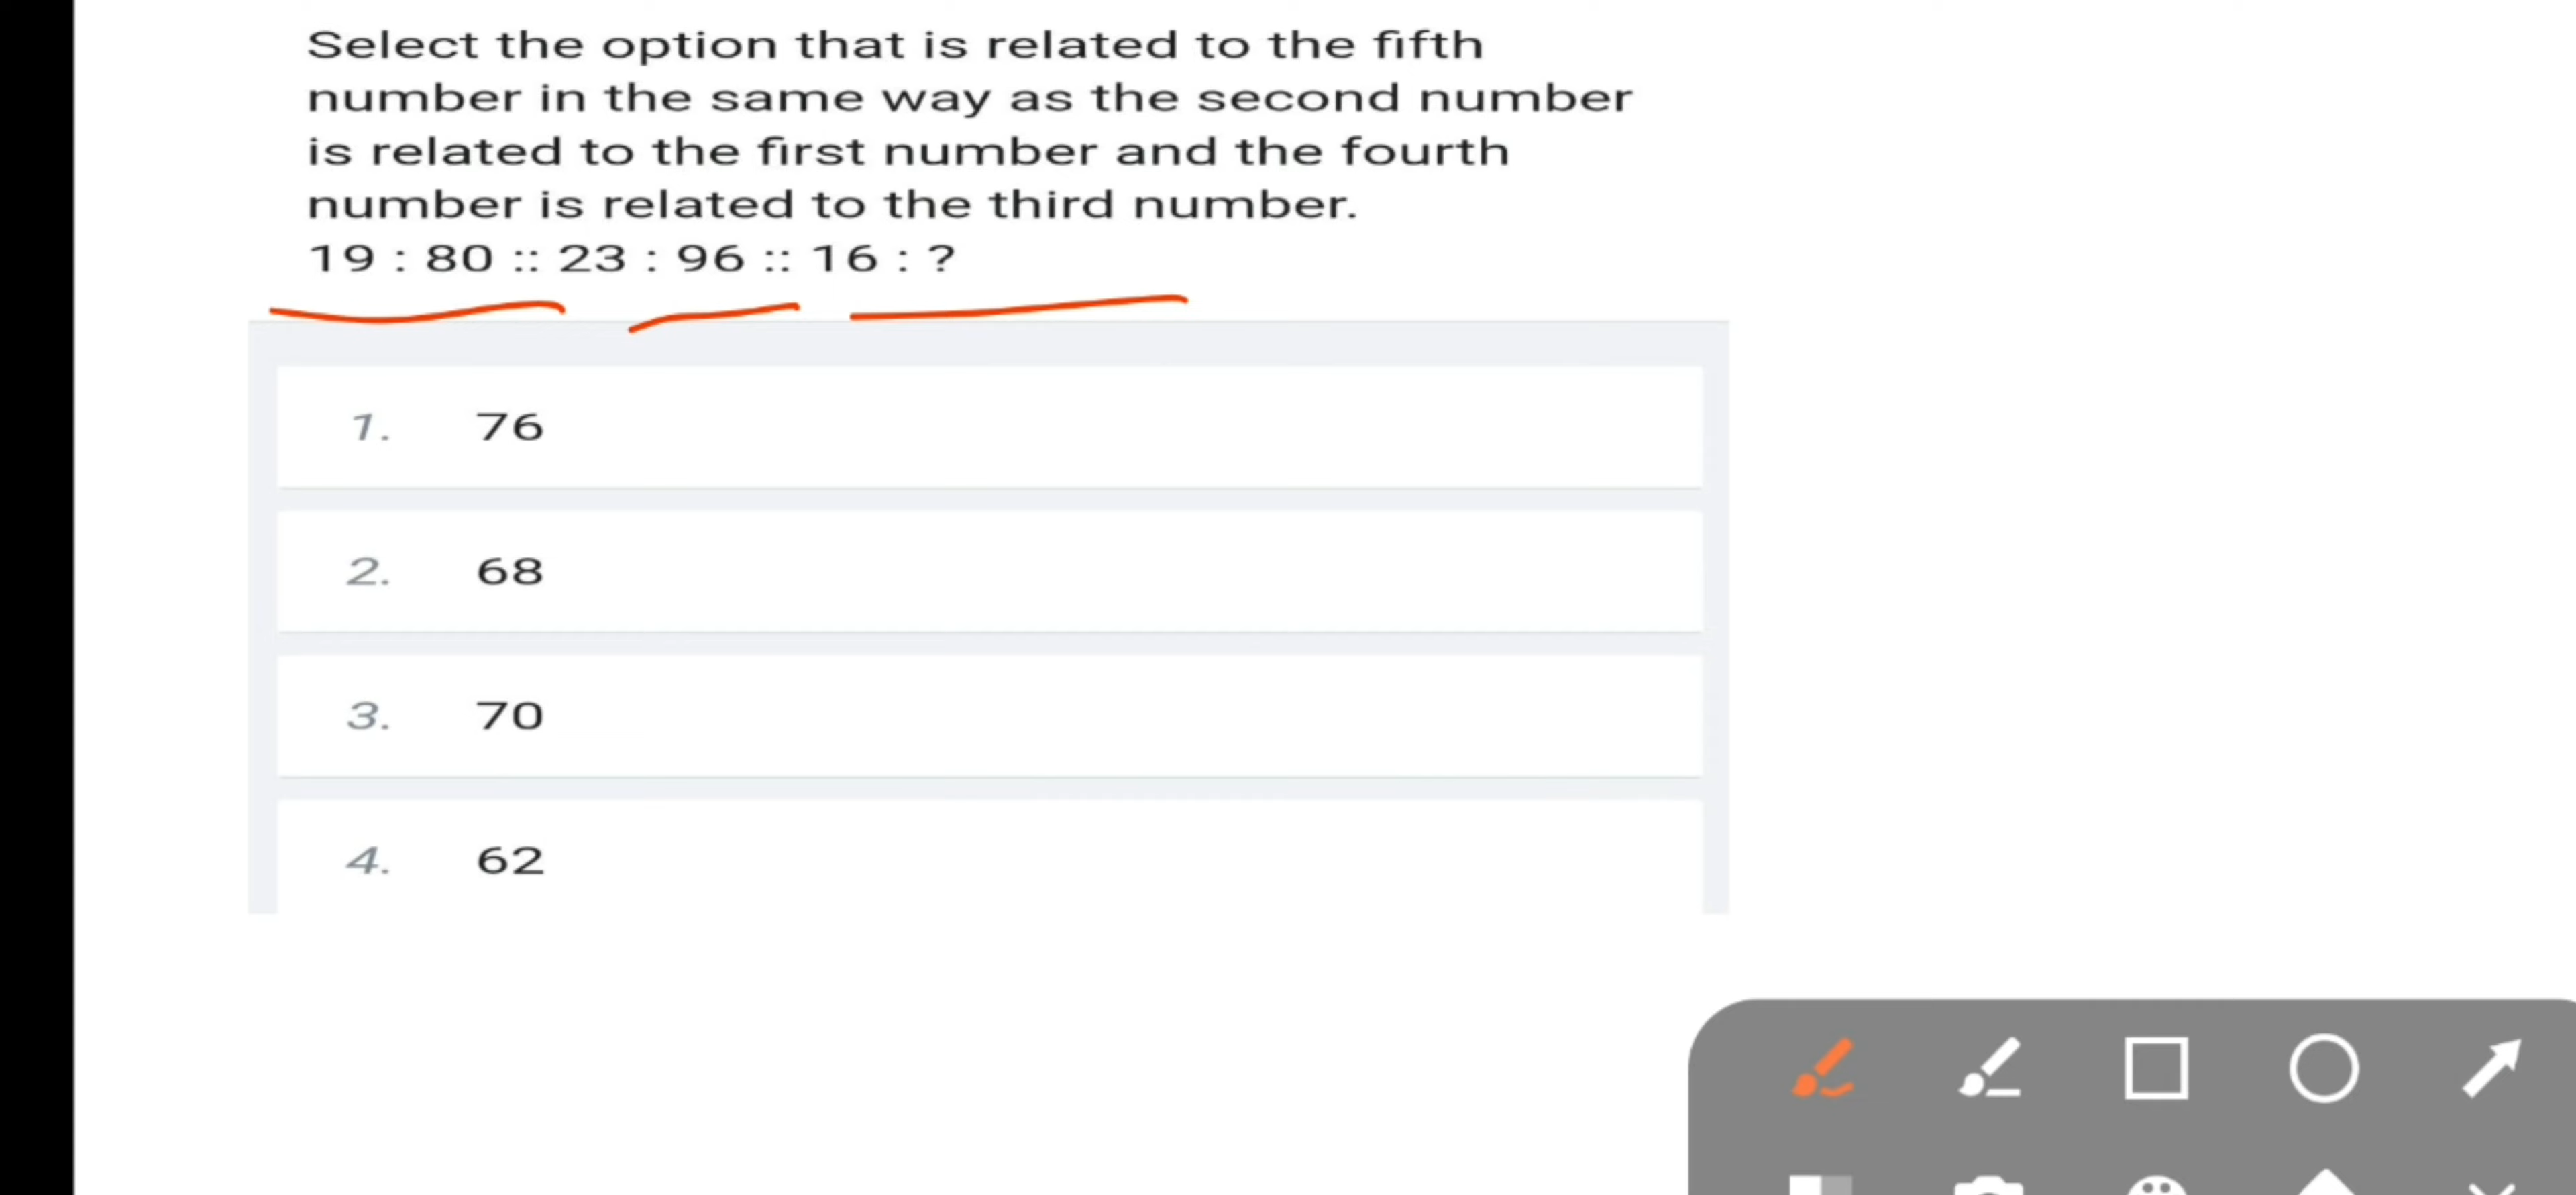 Select the option that is related to the fifth
number in the same way as the second number
is related to the first number and the fourth
number is related to the third number.
19 : 80 :: 23 : 96 :: 16 : ?
1. 76
2. 68
3. 70
4. 62